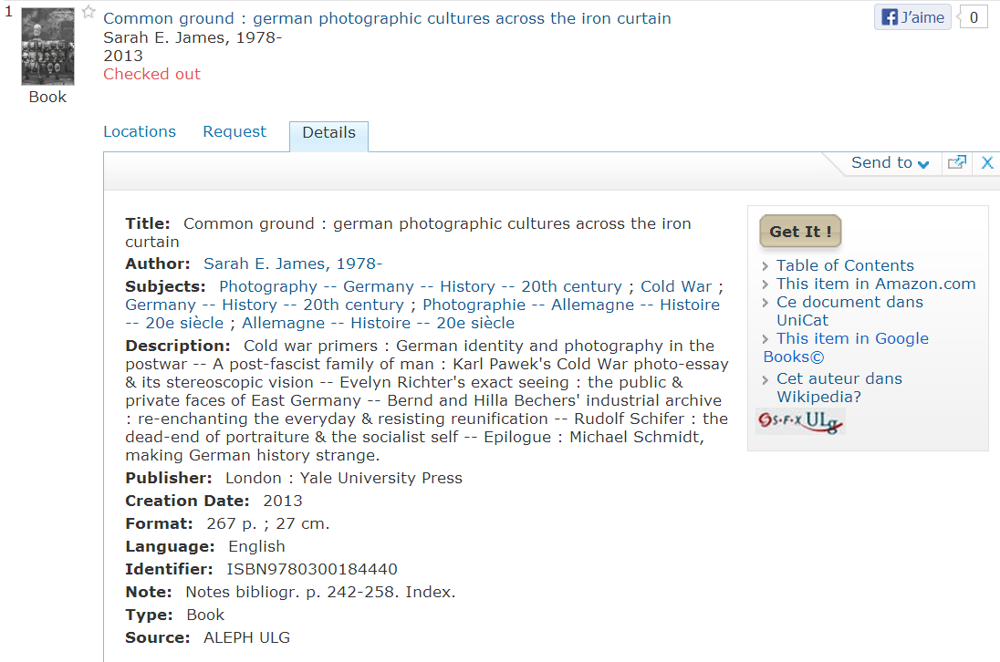 1
Common ground : german photographic cultures across the iron curtain
J'aime
0
Sarah E. James, 1978-
2013
Checked out
Book
Locations
Request
Details
Send to
X
Title: Common ground : german photographic cultures across the iron
curtain
Author: Sarah E. James, 1978-
Subjects: Photography -- Germany -- History -- 20th century ; Cold War ;
Germany -- History -- 20th century ; Photographie -- Allemagne -- Histoire
-- 20e siècle ; Allemagne -- Histoire -- 20e siècle
Description: Cold war primers : German identity and photography in the
postwar -- A post-fascist family of man : Karl Pawek's Cold War photo-essay
& its stereoscopic vision -- Evelyn Richter's exact seeing : the public &
private faces of East Germany -- Bernd and Hilla Bechers' industrial archive
: re-enchanting the everyday & resisting reunification -- Rudolf Schifer : the
dead-end of portraiture & the socialist self -- Epilogue : Michael Schmidt,
making German history strange.
Publisher: London : Yale University Press
Creation Date: 2013
Format: 267 p. ; 27 cm.
Language: English
Identifier: ISBN9780300184440
Note: Notes bibliogr. p. 242-258. Index.
Type: Book
Source: ALEPH ULG
Get It !
Table of Contents
This item in Amazon.com
Ce document dans
UniCat
This item in Google
Books©
Cet auteur dans
Wikipedia?
S·F·X ULg